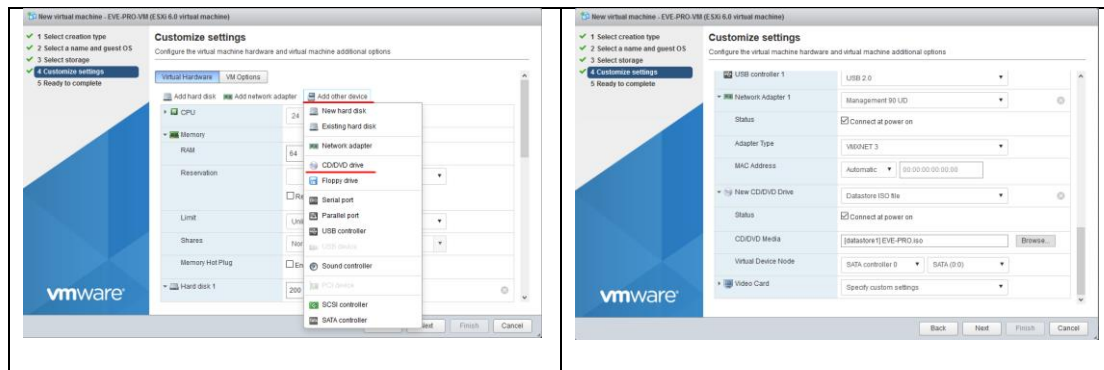 New virtual machine - EVE-PRO-VM (ESXi 6.0 virtual machine)
1 Select creation type
2 Select a name and guest OS
3 Select storage
4 Customize settings
5 Ready to complete
vmware
Customize settings
Configure the virtual machine hardware and virtual machine additional options
Virtual Hardware VM Options
Add hard disk Add network adapter Add other device
CPU 24
Memory
RAM 64
Reservation
Limit
Shares
Memory Hot Plug
Hard disk 1 200
New hard disk
Existing hard disk
Network adapter
CD/DVD drive
Floppy drive
Serial port
Parallel port
USB controller
USB device
Sound controller
PCI device
SCSI controller
SATA controller
Finish Cancel
New virtual machine - EVE-PRO-VM (ESXi 6.0 virtual machine)
1 Select creation type
2 Select a name and guest OS
3 Select storage
4 Customize settings
5 Ready to complete
vmware
Customize settings
Configure the virtual machine hardware and virtual machine additional options
USB controller 1 USB 2.0
Network Adapter 1 Management 90 UD
Status Connect at power on
Adapter Type VMXNET 3
MAC Address Automatic 00:00:00:00:00:00
New CD/DVD Drive Datastore ISO file
Status Connect at power on
CD/DVD Media [datastore1] EVE-PRO.iso Browse...
Virtual Device Node SATA controller 0 SATA (0:0)
Video Card Specify custom settings
Back Next Finish Cancel